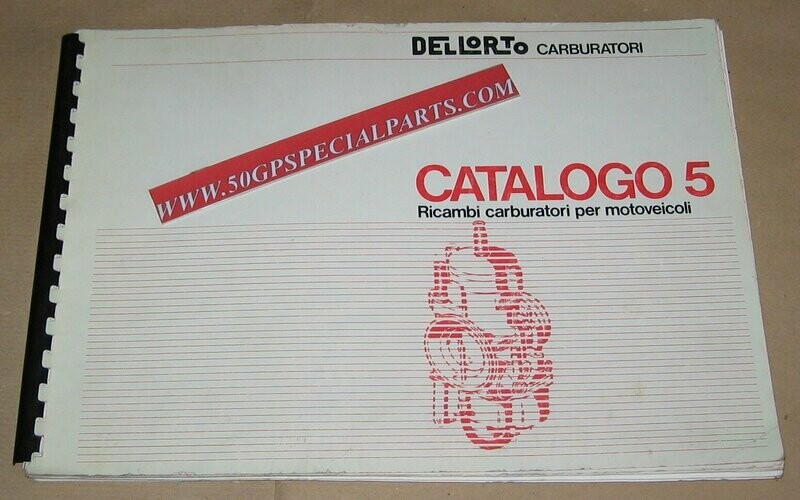 DELLORTO CARBURATORI
WWW.50GPSPECIALPARTS.COM
CATALOGO 5
Ricambi carburatori per motoveicoli